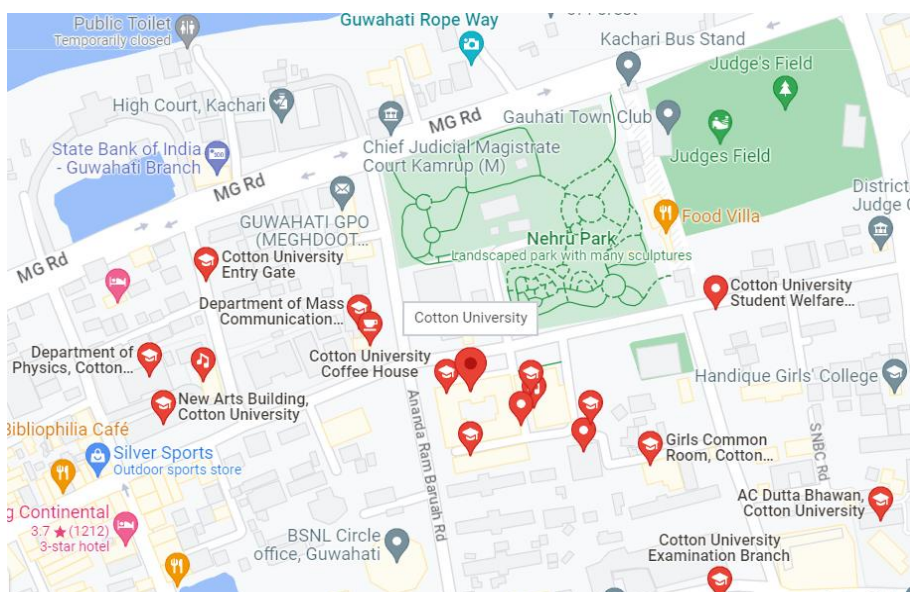 Public Toilet
Temporarily closed
Guwahati Rope Way
Kachari Bus Stand
Judge's Field
High Court, Kachari
MG Rd
Gauhati Town Club
State Bank of India
- Guwahati Branch
Chief Judicial Magistrate
Court Kamrup (M)
Judges Field
MG Rd
District
GUWAHATI GPO
(MEGHDOOT...
Food Villa
Nehru Park
Landscaped park with many sculptures
MG Rd
Cotton University
Entry Gate
Cotton University
Student Welfare...
Department of Mass
Communication...
Cotton University
Department of
Physics, Cotton...
Cotton University
Coffee House
Handique Girls' College
New Arts Building,
Cotton University
Ananda Ram Baruah Rd
Bibliophilia Café
Silver Sports
Outdoor sports store
Girls Common
Room, Cotton...
SNBC Rd
AC Dutta Bhawan,
Cotton University
g Continental
3.7 ★ (1212)
3-star hotel
BSNL Circle
office, Guwahati
Cotton University
Examination Branch